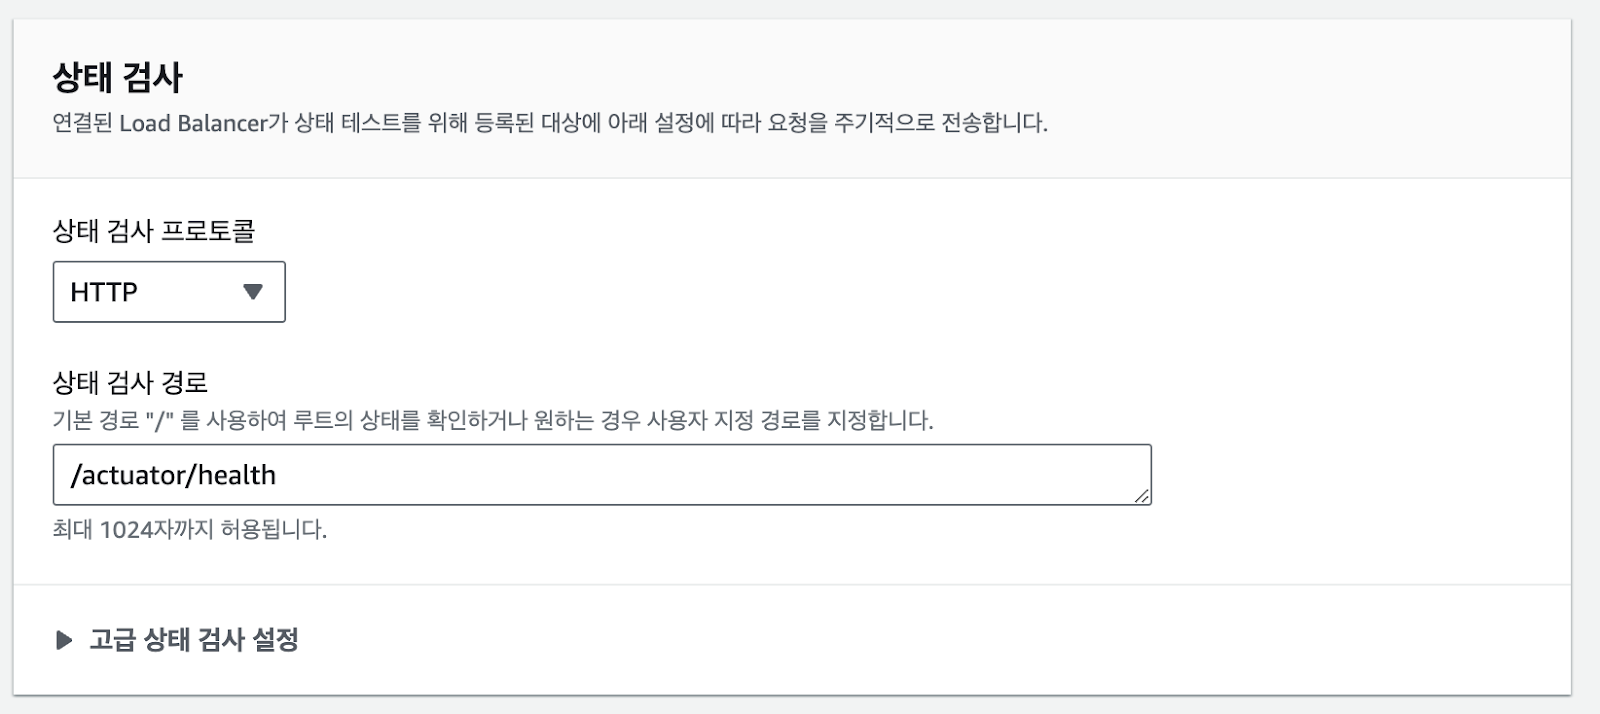 상태 검사
연결된 Load Balancer가 상태 테스트를 위해 등록된 대상에 아래 설정에 따라 요청을 주기적으로 전송합니다.
상태 검사 프로토콜
HTTP
상태 검사 경로
기본 경로 "/" 를 사용하여 루트의 상태를 확인하거나 원하는 경우 사용자 지정 경로를 지정합니다.
/actuator/health
최대 1024자까지 허용됩니다.
고급 상태 검사 설정